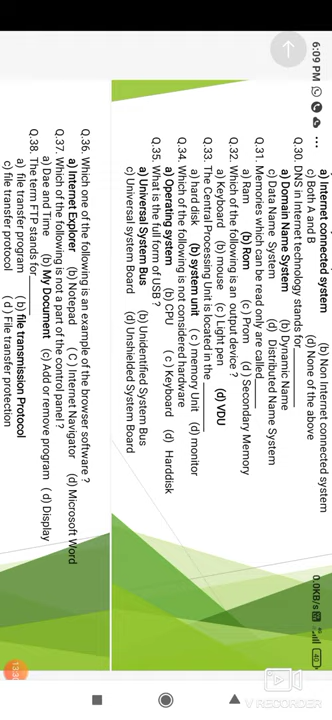 6:09 PM ...
0.0KB/s 40
a) Internet connected system (b) Non Internet connected system
c) Both A and B (d) None of the above
Q.30. DNS in internet technology stands for
a) Domain Name System (b) Dynamic Name
c) Data Name System (d) Distributed Name System
Q.31. Memories which can be read only are called
a) Ram (b) Rom (c) Prom (d) Secondary Memory
Q.32. Which of the following is an output device ?
a) Keyboard (b) mouse (c) Light pen (d) VDU
Q.33. The Central Processing Unit is located in the
a) hard disk (b) system unit (c) memory Unit (d) monitor
Q.34. Which of the following is not considered hardware
a) Operating system (b) CPU (c) Keyboard (d) Harddisk
Q.35. What is the full form of USB ?
a) Universal System Bus (b) Unidentified System Bus
c) Universal system Board (d) Unshielded System Board
Q.36. Which one of the following is an example of the browser software ?
a) Internet Explorer (b) Notepad (C) Internet Navigator (d) Microsoft Word
Q.37. Which of the following is not a part of the control panel ?
a) Dae and Time (b) My Document (c) Add or remove program (d) Display
Q.38. The term FTP stands for
a) file transfer program (b) file transmission Protocol
c) file transfer protocol (d) File transfer protection
V RECORDER